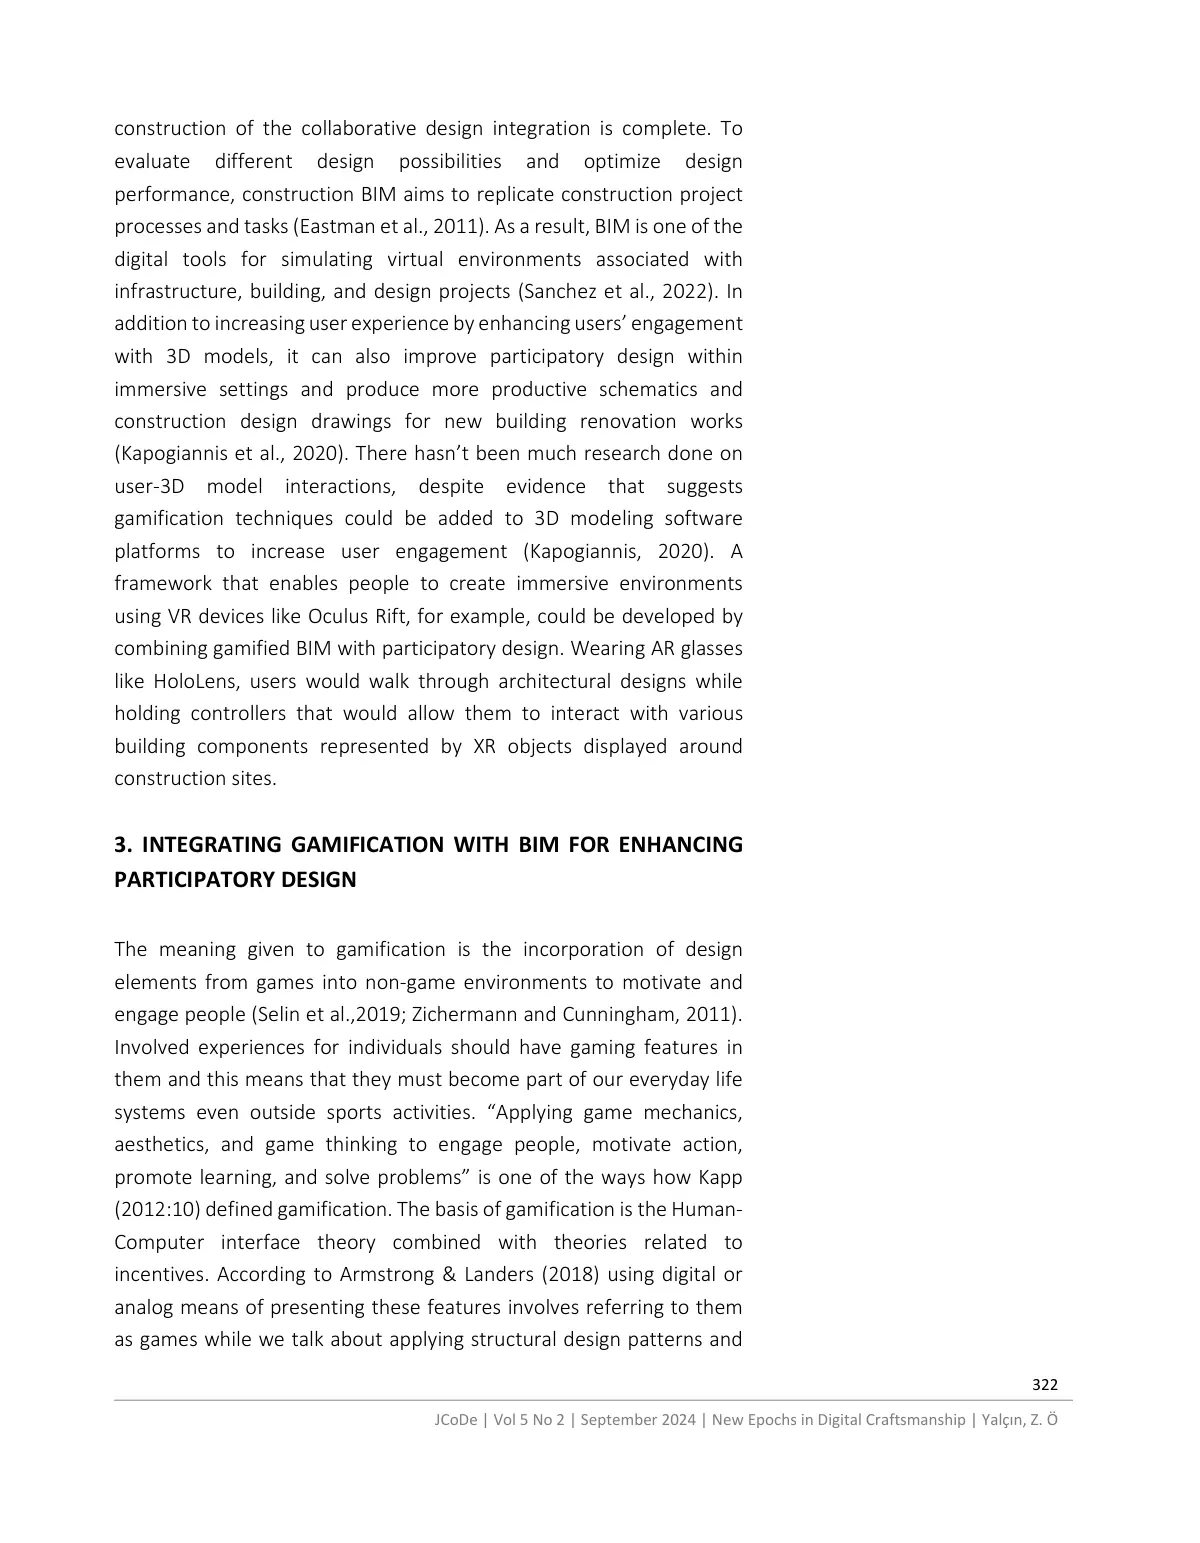 construction of the collaborative design integration is complete. To
evaluate different design possibilities and optimize design
performance, construction BIM aims to replicate construction project
processes and tasks (Eastman et al., 2011). As a result, BIM is one of the
digital tools for simulating virtual environments associated with
infrastructure, building, and design projects (Sanchez et al., 2022). In
addition to increasing user experience by enhancing users’ engagement
with 3D models, it can also improve participatory design within
immersive settings and produce more productive schematics and
construction design drawings for new building renovation works
(Kapogiannis et al., 2020). There hasn’t been much research done on
user-3D model interactions, despite evidence that suggests
gamification techniques could be added to 3D modeling software
platforms to increase user engagement (Kapogiannis, 2020). A
framework that enables people to create immersive environments
using VR devices like Oculus Rift, for example, could be developed by
combining gamified BIM with participatory design. Wearing AR glasses
like HoloLens, users would walk through architectural designs while
holding controllers that would allow them to interact with various
building components represented by XR objects displayed around
construction sites.
3. INTEGRATING GAMIFICATION WITH BIM FOR ENHANCING
PARTICIPATORY DESIGN
The meaning given to gamification is the incorporation of design
elements from games into non-game environments to motivate and
engage people (Selin et al.,2019; Zichermann and Cunningham, 2011).
Involved experiences for individuals should have gaming features in
them and this means that they must become part of our everyday life
systems even outside sports activities. “Applying game mechanics,
aesthetics, and game thinking to engage people, motivate action,
promote learning, and solve problems” is one of the ways how Kapp
(2012:10) defined gamification. The basis of gamification is the Human-
Computer interface theory combined with theories related to
incentives. According to Armstrong & Landers (2018) using digital or
analog means of presenting these features involves referring to them
as games while we talk about applying structural design patterns and
322
JCoDe | Vol 5 No 2 | September 2024 | New Epochs in Digital Craftsmanship | Yalçın, Z. Ö